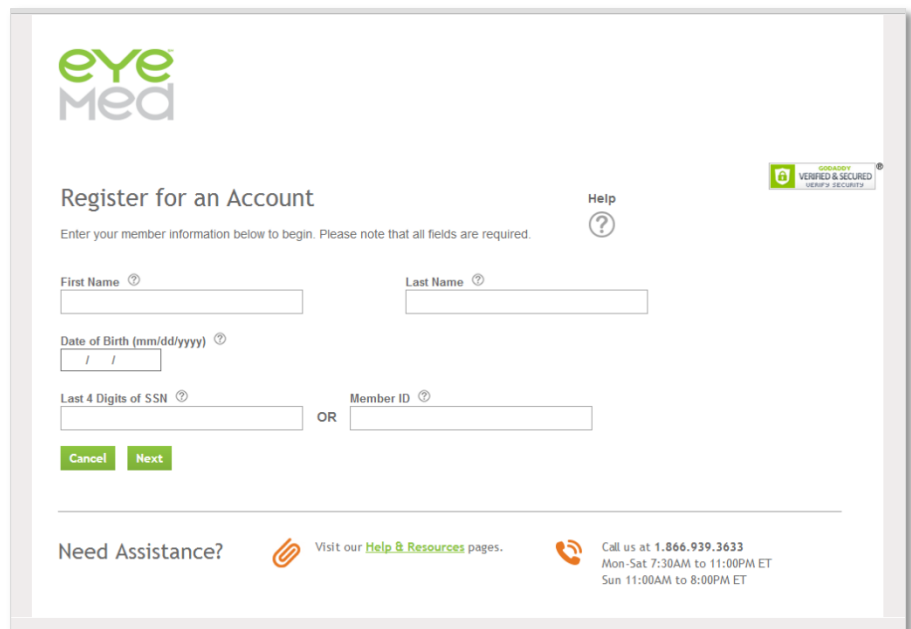 eye
Med
GODADDY
VERIFIED & SECURED
VERIFY SECURITY
®
Register for an Account
Help
?
Enter your member information below to begin. Please note that all fields are required.
First Name ?
Last Name ?
Date of Birth (mm/dd/yyyy) ?
/ /
Last 4 Digits of SSN ?
Member ID ?
OR
Cancel
Next
Need Assistance?
Visit our Help & Resources pages.
Call us at 1.866.939.3633
Mon-Sat 7:30AM to 11:00PM ET
Sun 11:00AM to 8:00PM ET